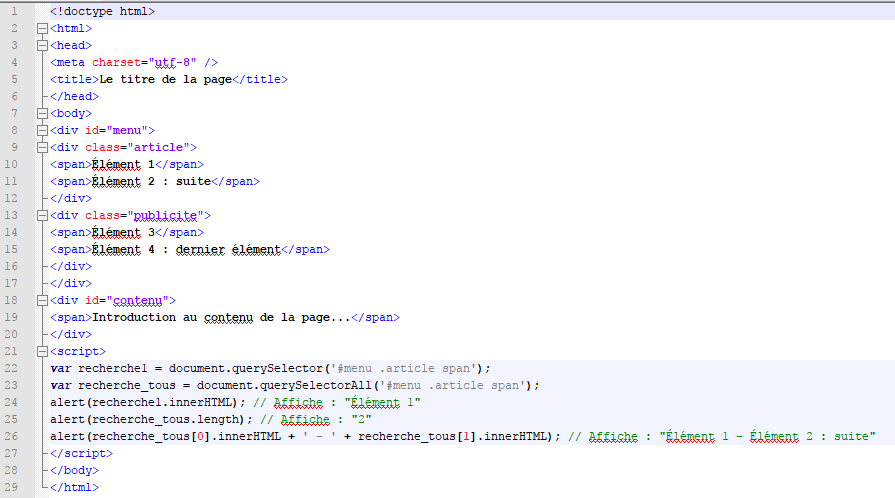 1 <!doctype html>
2 <html>
3 <head>
4 <meta charset="utf-8" />
5 <title>Le titre de la page</title>
6 </head>
7 <body>
8 <div id="menu">
9 <div class="article">
10 <span>Élément 1</span>
11 <span>Élément 2 : suite</span>
12 </div>
13 <div class="publicite">
14 <span>Élément 3</span>
15 <span>Élément 4 : dernier élément</span>
16 </div>
17 </div>
18 <div id="contenu">
19 <span>Introduction au contenu de la page...</span>
20 </div>
21 <script>
22 var recherche1 = document.querySelector('#menu .article span');
23 var recherche_tous = document.querySelectorAll('#menu .article span');
24 alert(recherche1.innerHTML); // Affiche : "Élément 1"
25 alert(recherche_tous.length); // Affiche : "2"
26 alert(recherche_tous[0].innerHTML + ' - ' + recherche_tous[1].innerHTML); // Affiche : "Élément 1 - Élément 2 : suite"
27 </script>
28 </body>
29 </html>